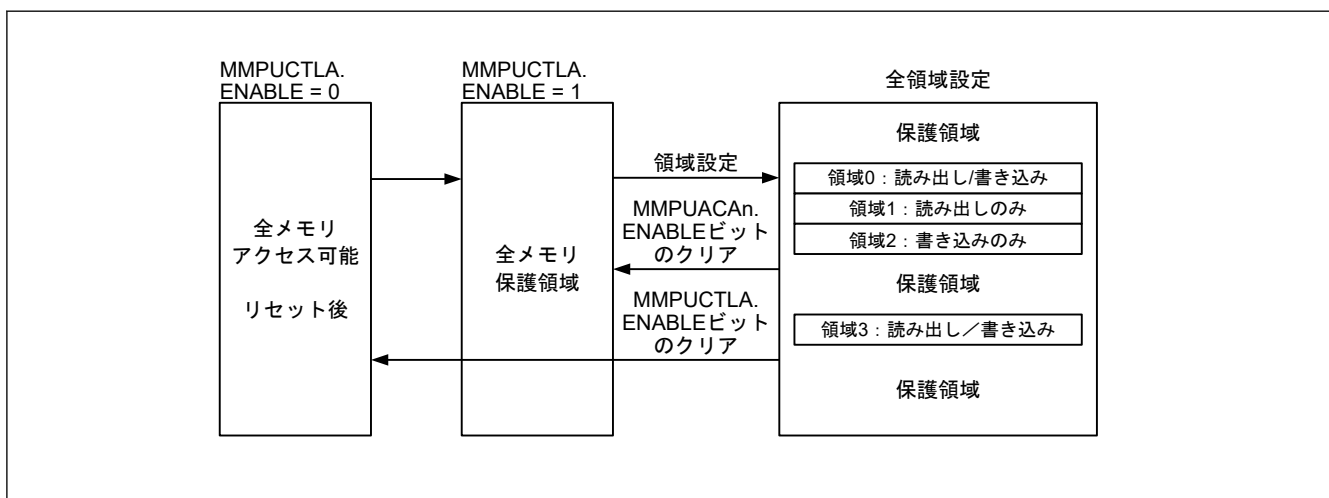 MMPUCTLA.
ENABLE = 0
全メモリ
アクセス可能
リセット後
MMPUCTLA.
ENABLE = 1
全メモリ
保護領域
領域設定
MMPUACAn.
ENABLEビット
のクリア
MMPUCTLA.
ENABLEビット
のクリア
全領域設定
保護領域
領域0：読み出し/書き込み
領域1：読み出しのみ
領域2：書き込みのみ
保護領域
領域3：読み出し／書き込み
保護領域